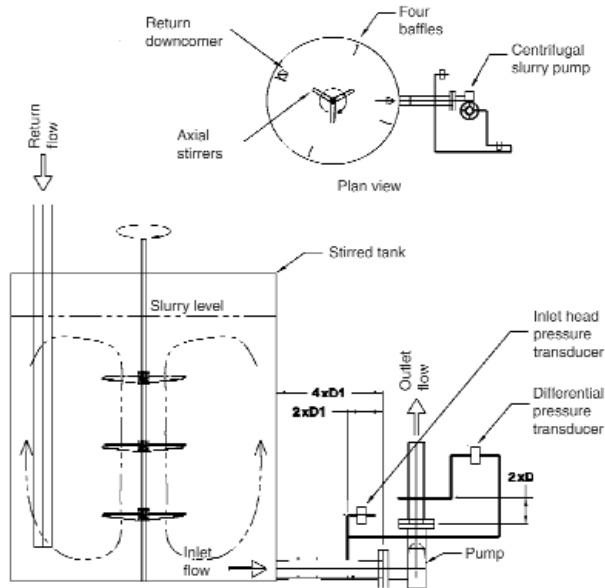 Return
downcomer
Four
baffles
Centrifugal
slurry pump
Axial
stirrers
Plan view
Return
flow
Stirred tank
Slurry level
Inlet head
pressure
transducer
4xD1
2xD1
Outlet
flow
Differential
pressure
transducer
2xD
Inlet
flow
Pump